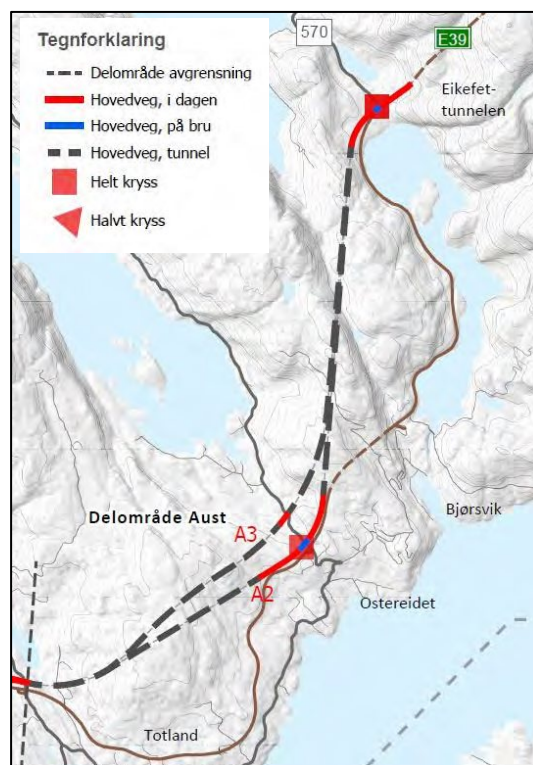 Tegnforklaring
Delområde avgrensning
Hovedveg, i dagen
Hovedveg, på bru
Hovedveg, tunnel
Helt kryss
Halvt kryss
570
E39
Eikefet-
tunnelen
Delområde Aust
A3
A2
Bjørsvik
Ostereidet
Totland